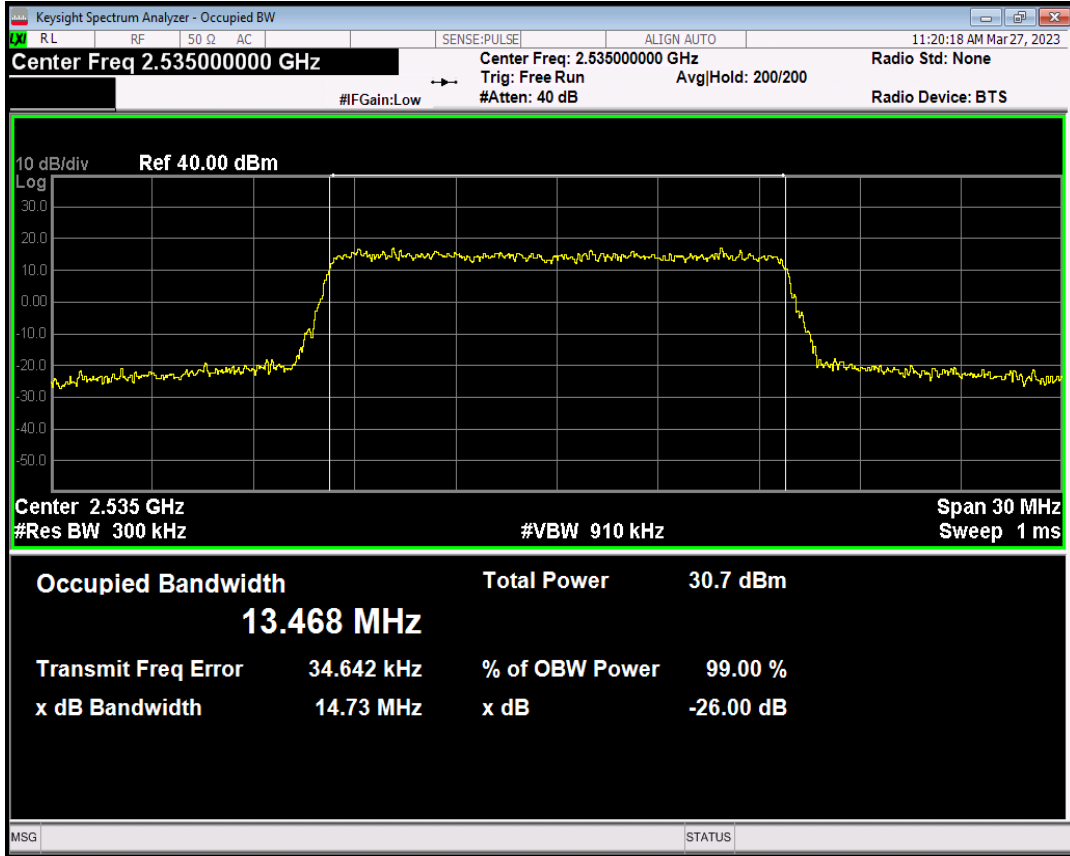 Keysight Spectrum Analyzer - Occupied BW
LXI RL RF 50 Ω AC SENSE:PULSE ALIGN AUTO 11:20:18 AM Mar 27, 2023
Center Freq 2.535000000 GHz Center Freq: 2.535000000 GHz Radio Std: None
Trig: Free Run Avg|Hold: 200/200
#IFGain:Low #Atten: 40 dB Radio Device: BTS
10 dB/div Ref 40.00 dBm
Log
30.0
20.0
10.0
0.00
-10.0
-20.0
-30.0
-40.0
-50.0
Center 2.535 GHz Span 30 MHz
#Res BW 300 kHz #VBW 910 kHz Sweep 1 ms
Occupied Bandwidth Total Power 30.7 dBm
13.468 MHz
Transmit Freq Error 34.642 kHz % of OBW Power 99.00 %
x dB Bandwidth 14.73 MHz x dB -26.00 dB
MSG STATUS